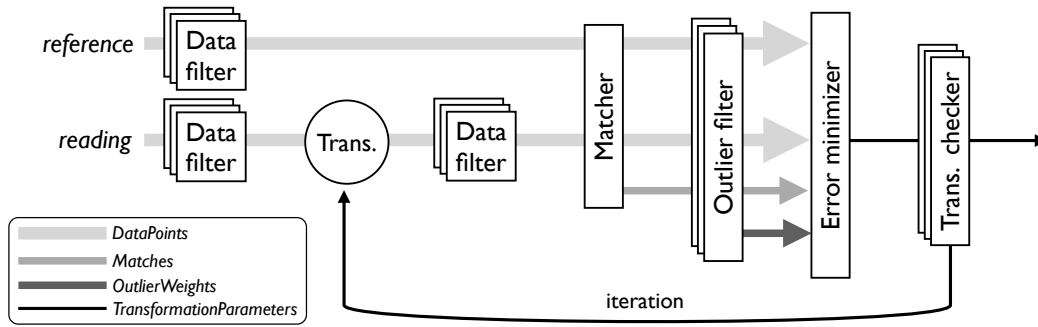 reference
Data
filter
reading
Data
filter
Trans.
Data
filter
Matcher
Outlier filter
Error minimizer
Trans. checker
DataPoints
Matches
OutlierWeights
TransformationParameters
iteration